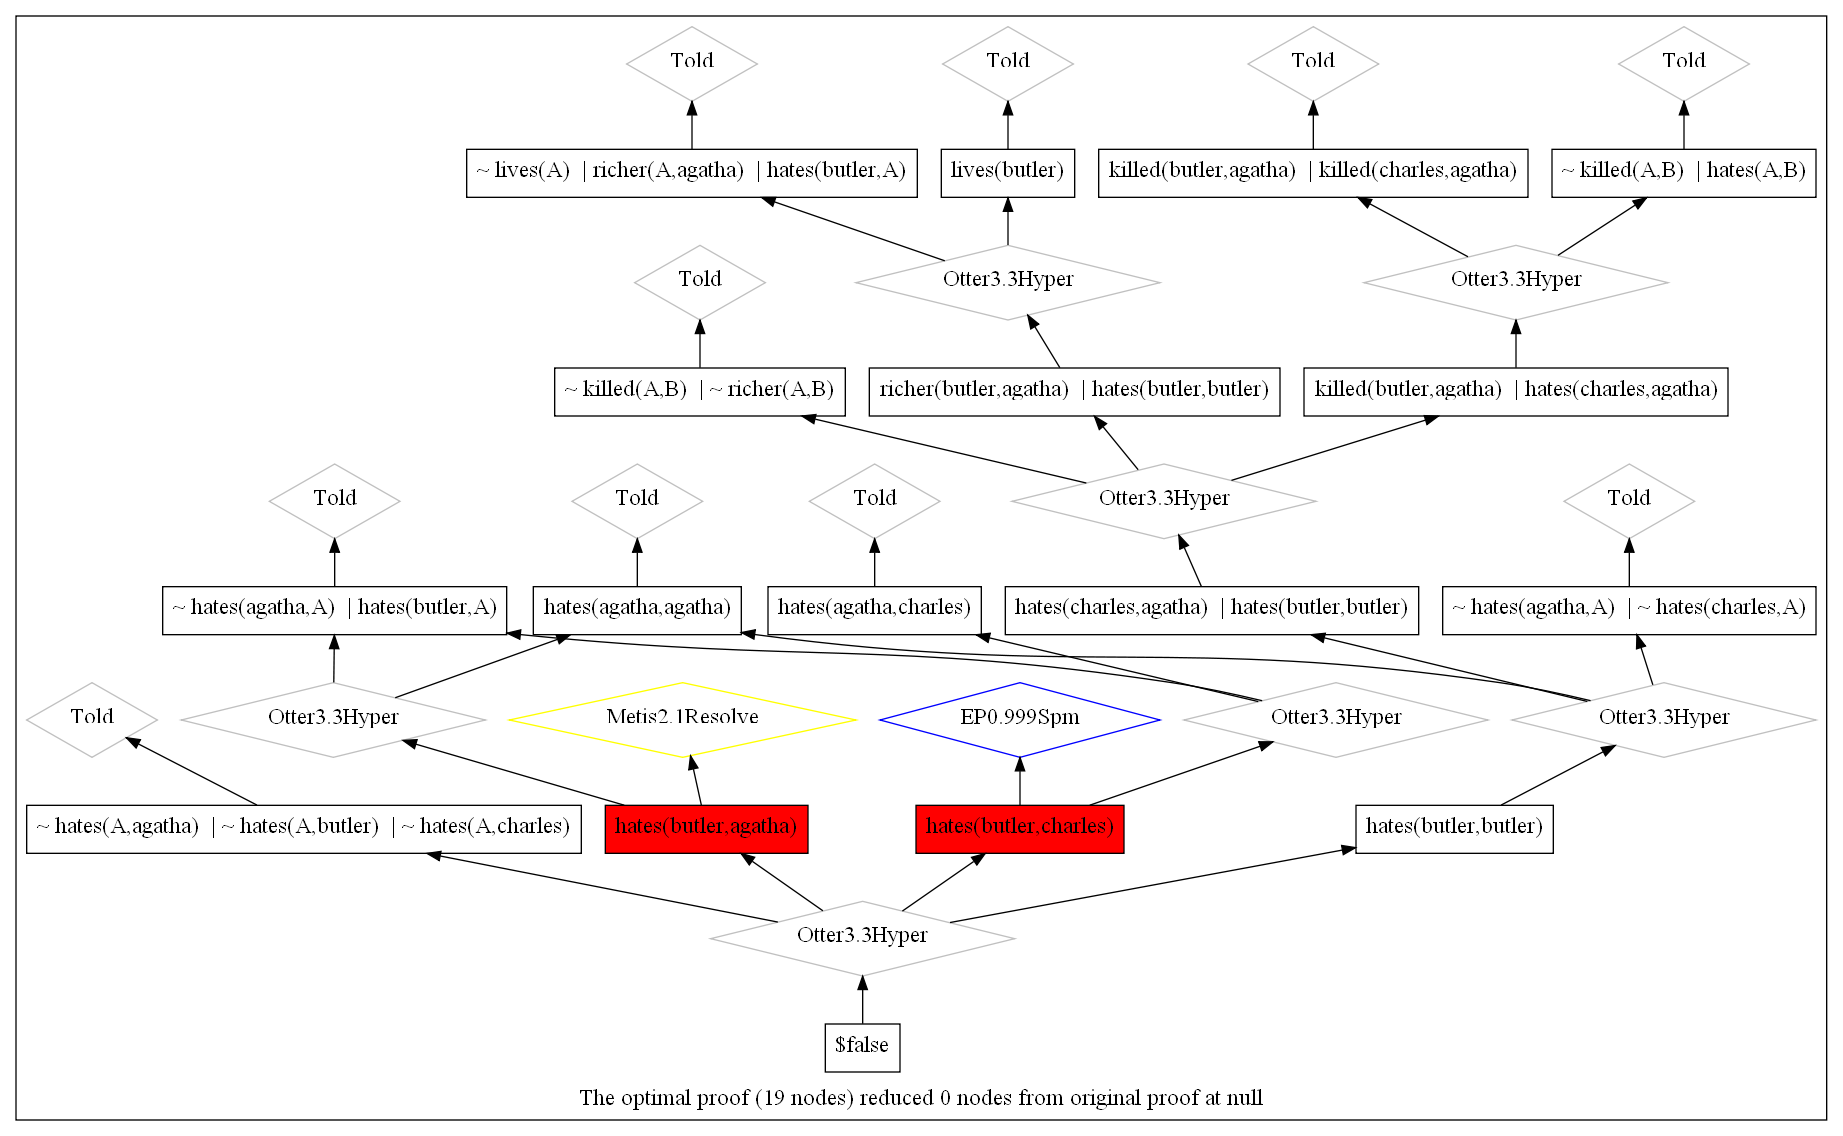 Told
Told
Told
Told
~ lives(A) | richer(A,agatha) | hates(butler,A)
lives(butler)
killed(butler,agatha) | killed(charles,agatha)
~ killed(A,B) | hates(A,B)
Told
Otter3.3Hyper
Otter3.3Hyper
~ killed(A,B) | ~ richer(A,B)
richer(butler,agatha) | hates(butler,butler)
killed(butler,agatha) | hates(charles,agatha)
Told
Told
Told
Otter3.3Hyper
Told
~ hates(agatha,A) | hates(butler,A)
hates(agatha,agatha)
hates(agatha,charles)
hates(charles,agatha) | hates(butler,butler)
~ hates(agatha,A) | ~ hates(charles,A)
Told
Otter3.3Hyper
Metis2.1Resolve
EP0.999Spm
Otter3.3Hyper
Otter3.3Hyper
~ hates(A,agatha) | ~ hates(A,butler) | ~ hates(A,charles)
hates(butler,agatha)
hates(butler,charles)
hates(butler,butler)
Otter3.3Hyper
$false
The optimal proof (19 nodes) reduced 0 nodes from original proof at null